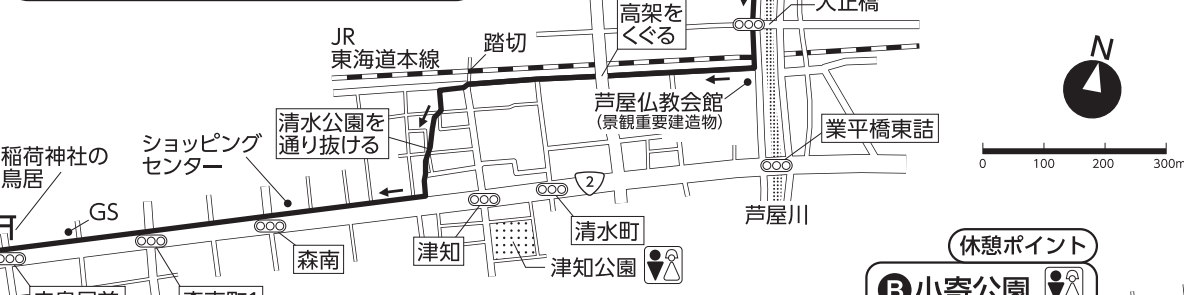 大正橋
高架を
くぐる
JR
東海道本線
踏切
N
芦屋仏教会館
(景観重要建造物)
清水公園を
通り抜ける
業平橋東詰
ショッピング
センター
稲荷神社の
鳥居
0 100 200 300m
2
GS
芦屋川
清水町
津知
森南
津知公園
休憩ポイント
B 小寄公園